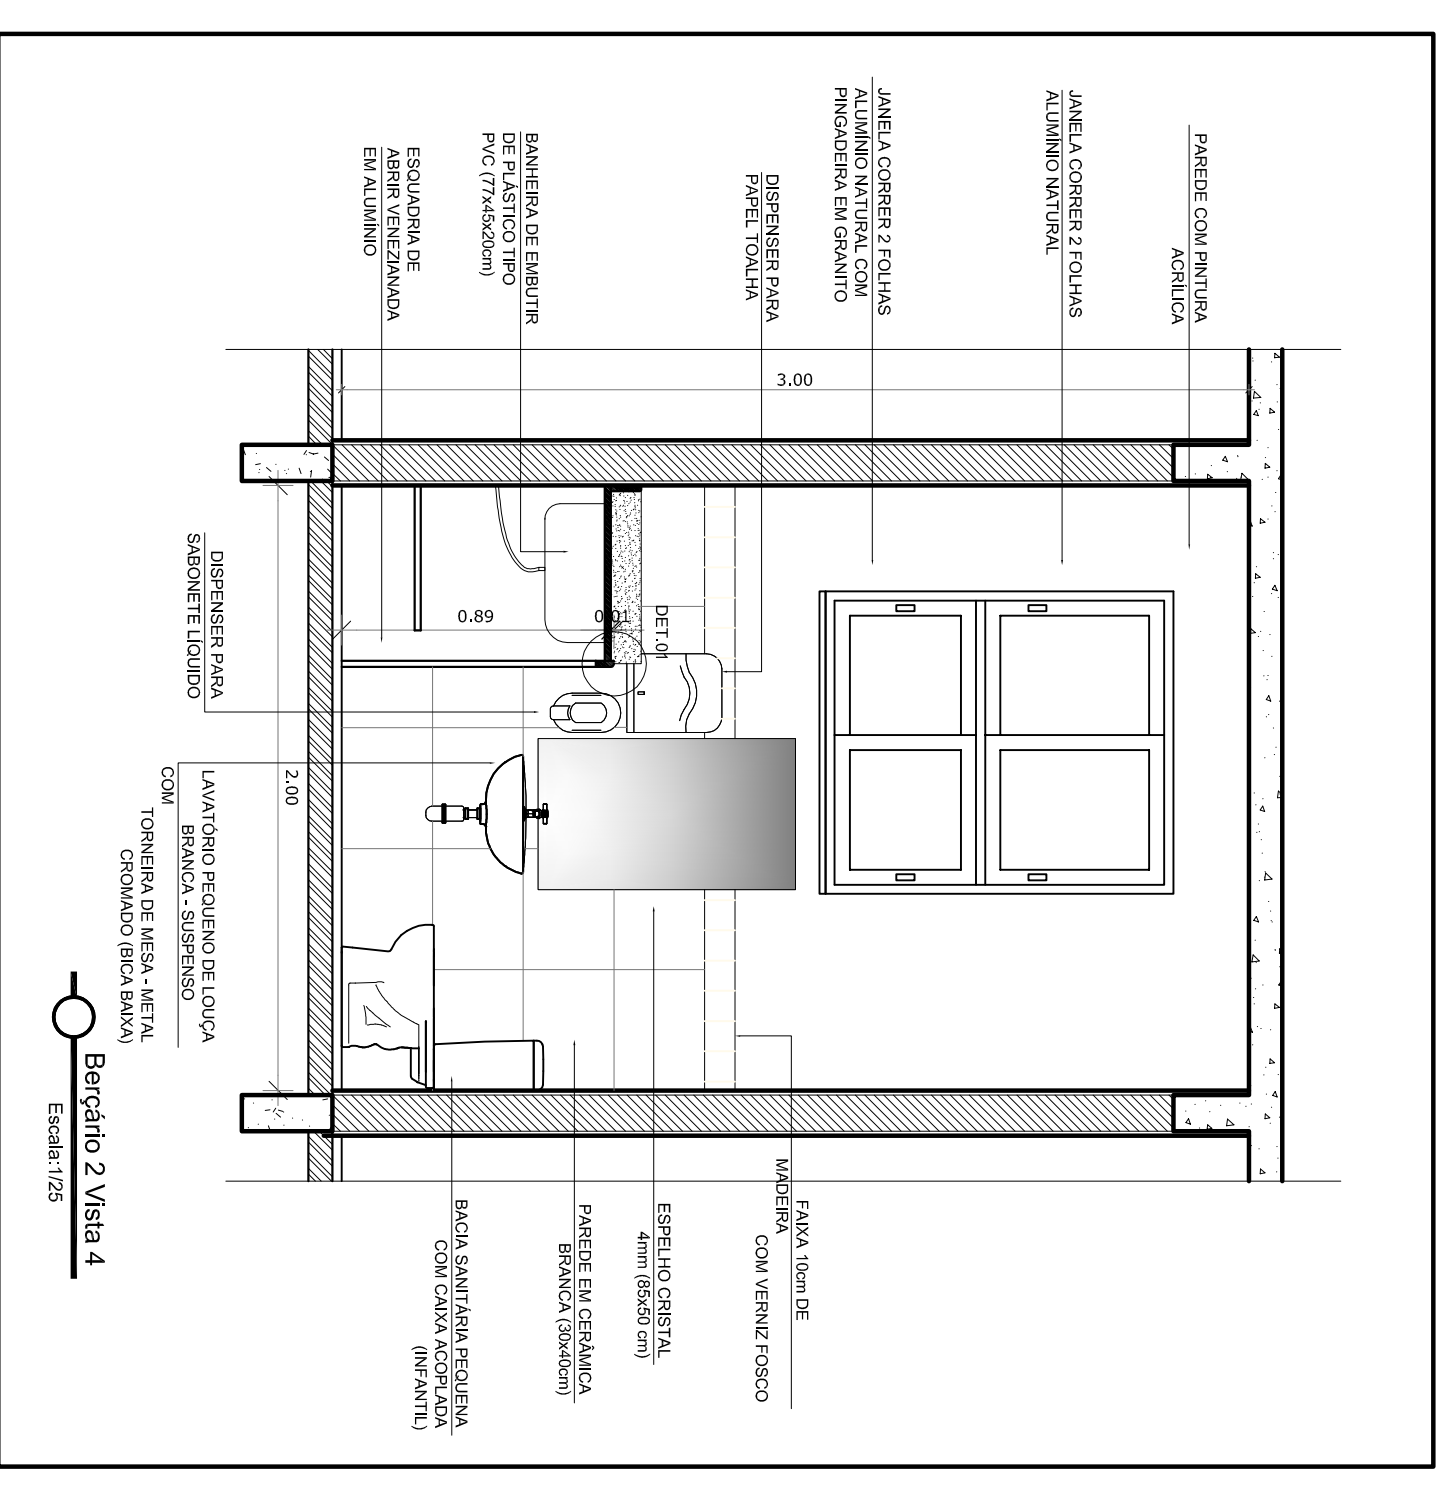 PAREDE COM PINTURA
ACRÍLICA
JANELA CORRER 2 FOLHAS
ALUMÍNIO NATURAL
JANELA CORRER 2 FOLHAS
ALUMÍNIO NATURAL COM
PINGADEIRA EM GRANITO
DISPENSER PARA
PAPEL TOALHA
BANHEIRA DE EMBUTIR
DE PLÁSTICO TIPO
PVC (77x45x20cm)
ESQUADRIA DE
ABRIR VENEZIANADA
EM ALUMÍNIO
3.00
DET.01
0.01
0.89
2.00
DISPENSER PARA
SABONETE LÍQUIDO
LAVATÓRIO PEQUENO DE LOUÇA
BRANCA - SUSPENSO
COM
TORNEIRA DE MESA - METAL
CROMADO (BICA BAIXA)
FAIXA 10cm DE
MADEIRA
COM VERNIZ FOSCO
ESPELHO CRISTAL
4mm (85x50 cm)
PAREDE EM CERÂMICA
BRANCA (30x40cm)
BACIA SANITÁRIA PEQUENA
COM CAIXA ACOPLADA
(INFANTIL)
Berçário 2 Vista 4
Escala:1/25